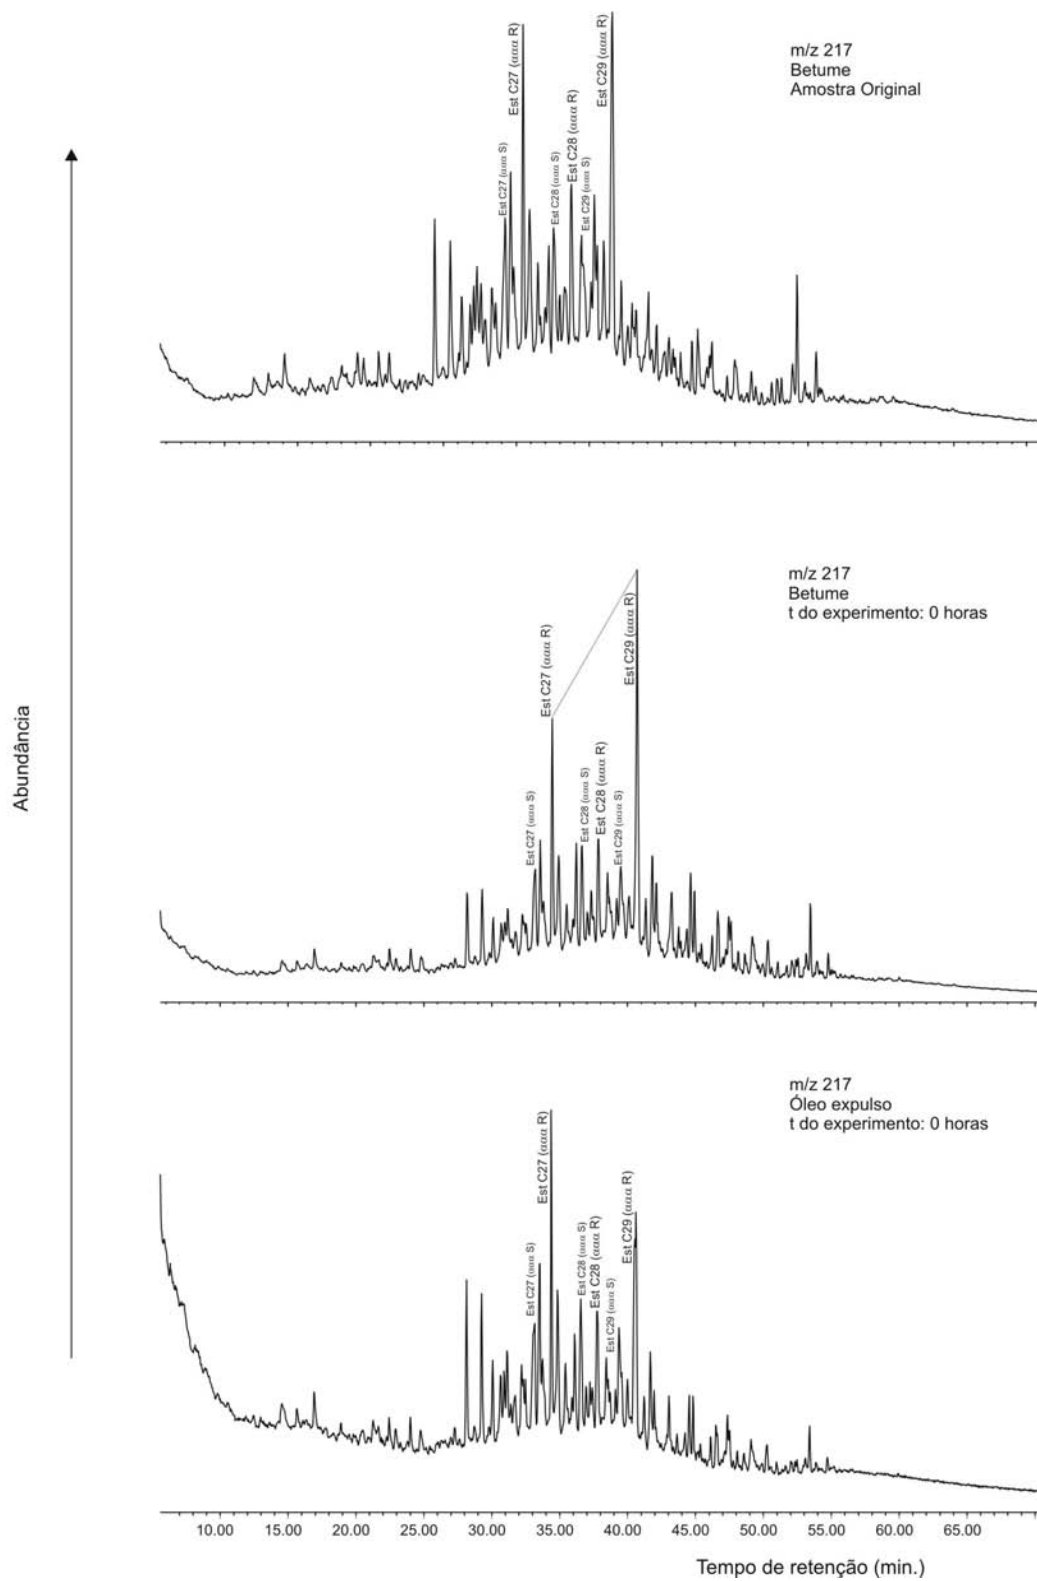 Abundância
m/z 217
Betume
Amostra Original
Est C27 (ααα S)
Est C27 (ααα R)
Est C28 (ααα S)
Est C28 (ααα R)
Est C29 (ααα S)
Est C29 (ααα R)
m/z 217
Betume
t do experimento: 0 horas
Est C27 (ααα S)
Est C27 (ααα R)
Est C28 (ααα S)
Est C28 (ααα R)
Est C29 (ααα S)
Est C29 (ααα R)
m/z 217
Óleo expulso
t do experimento: 0 horas
Est C27 (ααα S)
Est C27 (ααα R)
Est C28 (ααα S)
Est C28 (ααα R)
Est C29 (ααα S)
Est C29 (ααα R)
10.00 15.00 20.00 25.00 30.00 35.00 40.00 45.00 50.00 55.00 60.00 65.00
Tempo de retenção (min.)